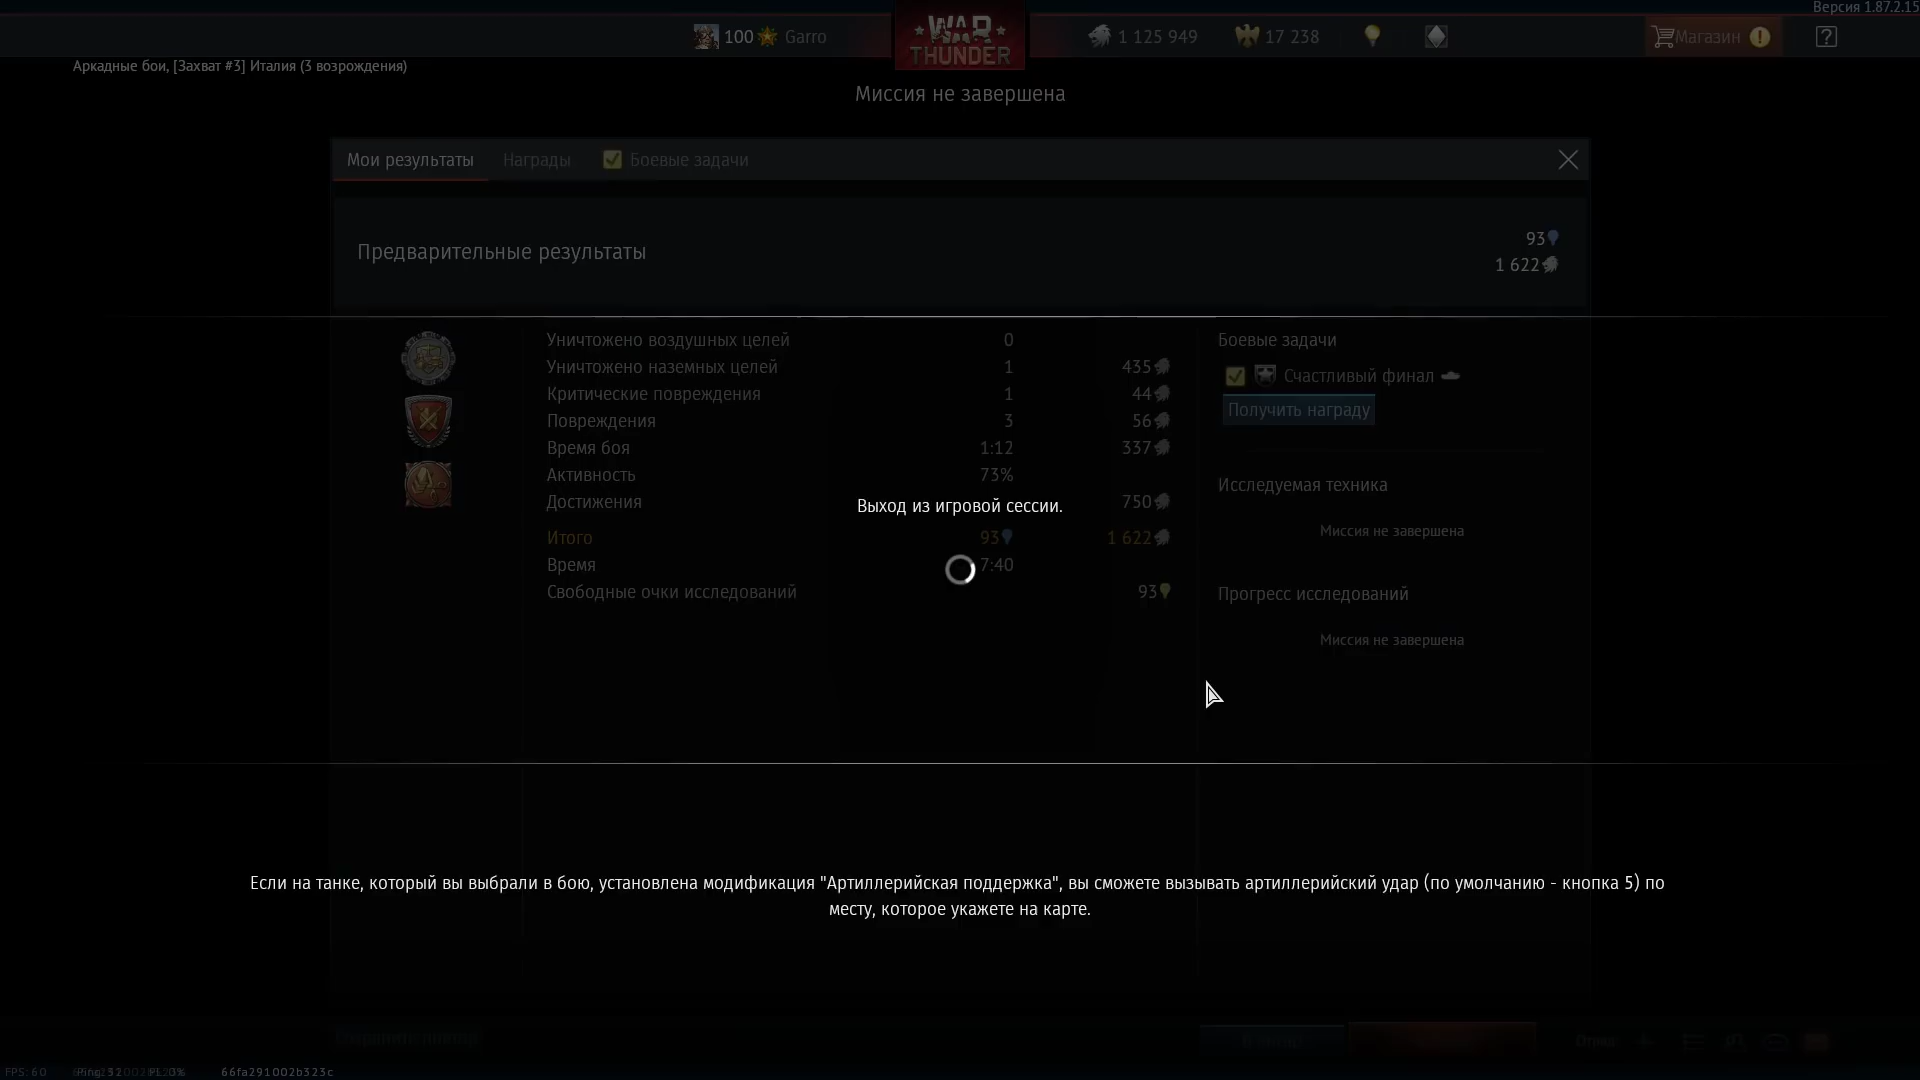 Версия 1.87.2.15
100 Garro
WAR THUNDER
1 125 949
17 238
Магазин
Аркадные бои, [Захват #3] Италия (3 возрождения)
Миссия не завершена
Мои результаты
Награды
Боевые задачи
Предварительные результаты
93
1 622
Уничтожено воздушных целей 0
Уничтожено наземных целей 1 435
Критические повреждения 1 44
Повреждения 3 56
Время боя 1:12 337
Активность 73%
Достижения 750
Итого 93 1 622
Время 7:40
Свободные очки исследований 93
Боевые задачи
Счастливый финал
Получить награду
Исследуемая техника
Миссия не завершена
Прогресс исследований
Миссия не завершена
Выход из игровой сессии.
Если на танке, который вы выбрали в бою, установлена модификация "Артиллерийская поддержка", вы сможете вызывать артиллерийский удар (по умолчанию - кнопка 5) по
месту, которое укажете на карте.
FPS: 60
66fa291002b323c